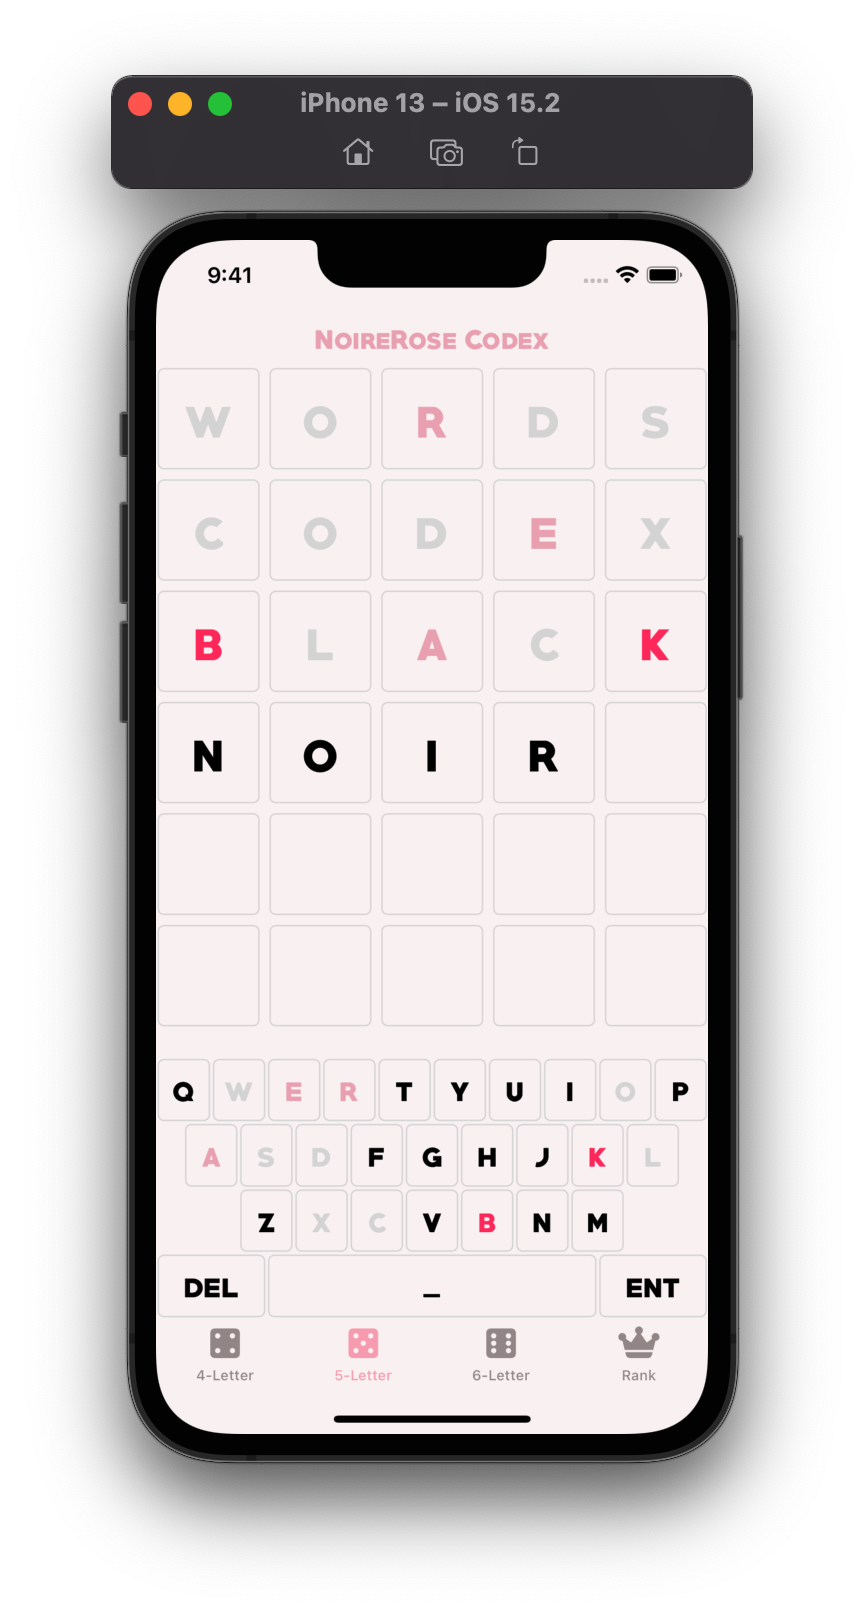 iPhone 13 – iOS 15.2
9:41
NoireRose Codex
W O R D S
C O D E X
B L A C K
N O I R
Q W E R T Y U I O P
A S D F G H J K L
Z X C V B N M
DEL _ ENT
4-Letter 5-Letter 6-Letter Rank